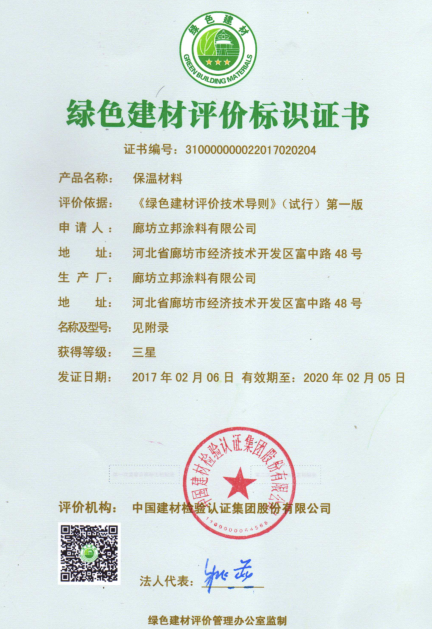 绿色建材
GREEN BUILDING MATERIALS
绿色建材评价标识证书
证书编号：310000000022017020204
产品名称： 保温材料
评价依据： 《绿色建材评价技术导则》（试行）第一版
申请人： 廊坊立邦涂料有限公司
地址： 河北省廊坊市经济技术开发区富中路 48 号
生产厂： 廊坊立邦涂料有限公司
地址： 河北省廊坊市经济技术开发区富中路 48 号
名称及型号： 见附录
获得等级： 三星
发证日期： 2017 年 02 月 06 日 有效期至：2020 年 02 月 05 日
中国建材检验认证集团股份有限公司
评价机构： 中国建材检验认证集团股份有限公司
法人代表：
绿色建材评价管理办公室监制